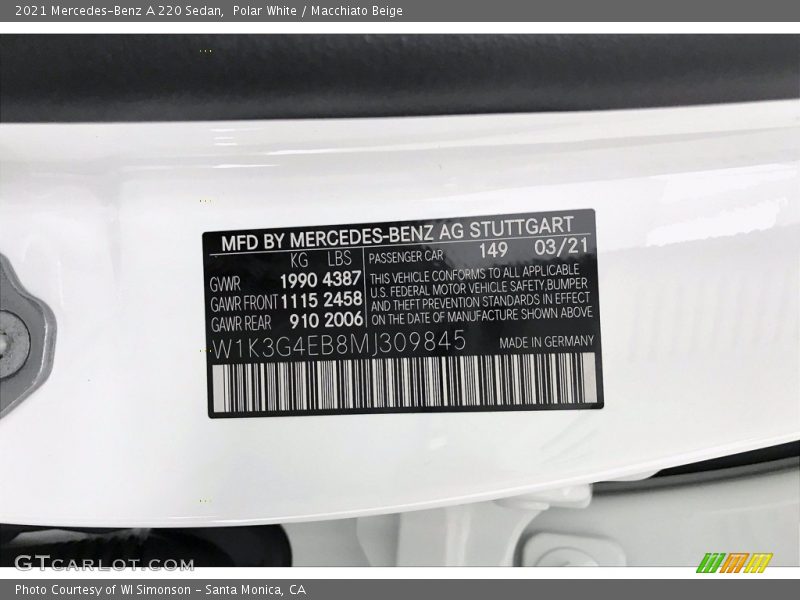 2021 Mercedes-Benz A 220 Sedan,  Polar White / Macchiato Beige
MFD BY MERCEDES-BENZ AG STUTTGART
KG LBS PASSENGER CAR 149 03/21
GVWR 1990 4387
GAWR FRONT 1115 2458
GAWR REAR 910 2006
THIS VEHICLE CONFORMS TO ALL APPLICABLE
U.S. FEDERAL MOTOR VEHICLE SAFETY, BUMPER
AND THEFT PREVENTION STANDARDS IN EFFECT
ON THE DATE OF MANUFACTURE SHOWN ABOVE
W1K3G4EB8MJ309845 MADE IN GERMANY
GTCARLOT.COM
Photo Courtesy of WI Simonson - Santa Monica, CA